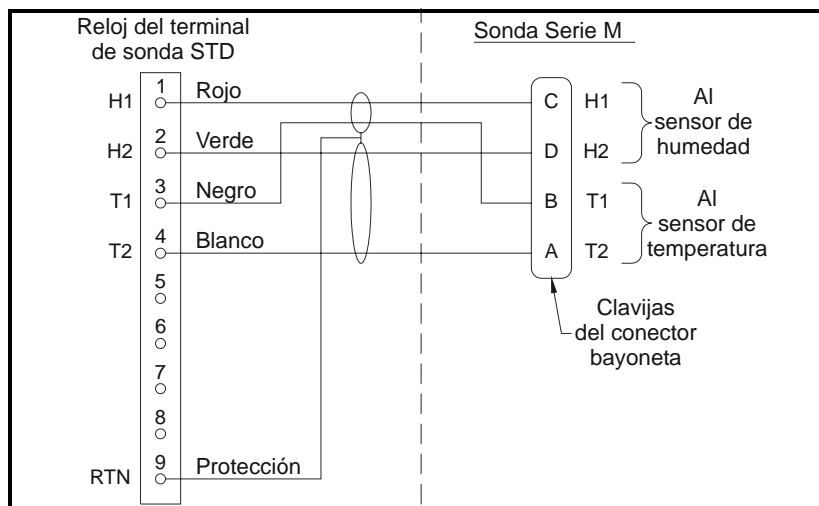 Reloj del terminal
de sonda STD
Sonda Serie M
H1 1 Rojo C H1
H2 2 Verde D H2
T1 3 Negro B T1
T2 4 Blanco A T2
Al
sensor de
humedad
Al
sensor de
temperatura
5
6
7
8
RTN 9 Protección
Clavijas
del conector
bayoneta